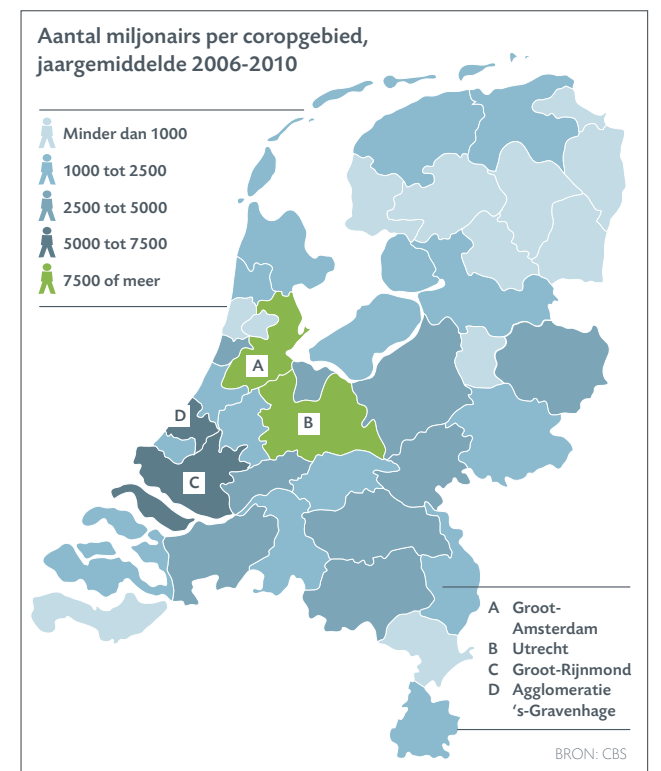 Aantal miljonairs per coropgebied,
jaargemiddelde 2006-2010
Minder dan 1000
1000 tot 2500
2500 tot 5000
5000 tot 7500
7500 of meer
A
B
C
D
A Groot-
Amsterdam
B Utrecht
C Groot-Rijnmond
D Agglomeratie
‘s-Gravenhage
BRON: CBS